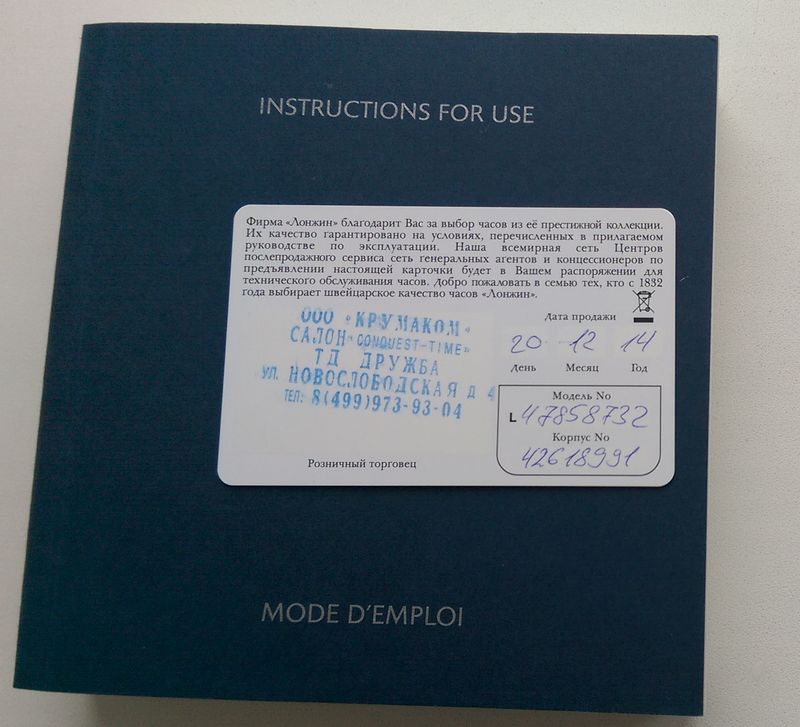 INSTRUCTIONS FOR USE
Фирма «Лонжин» благодарит Вас за выбор часов из её престижной коллекции.
Их качество гарантировано на условиях, перечисленных в прилагаемом
руководстве по эксплуатации. Наша всемирная сеть Центров
послепродажного сервиса сеть генеральных агентов и концессионеров по
предъявлении настоящей карточки будет в Вашем распоряжении для
технического обслуживания часов. Добро пожаловать в семью тех, кто с 1832
года выбирает швейцарское качество часов «Лонжин».
Дата продажи
20 12 14
День Месяц Год
ООО «КРУМАКОМ»
САЛОН «CONQUEST-TIME»
ТД ДРУЖБА
УЛ. НОВОСЛОБОДСКАЯ Д 4
ТЕЛ: 8(499)973-93-04
Модель No
L 47858732
Корпус No
42618991
Розничный торговец
MODE D'EMPLOI